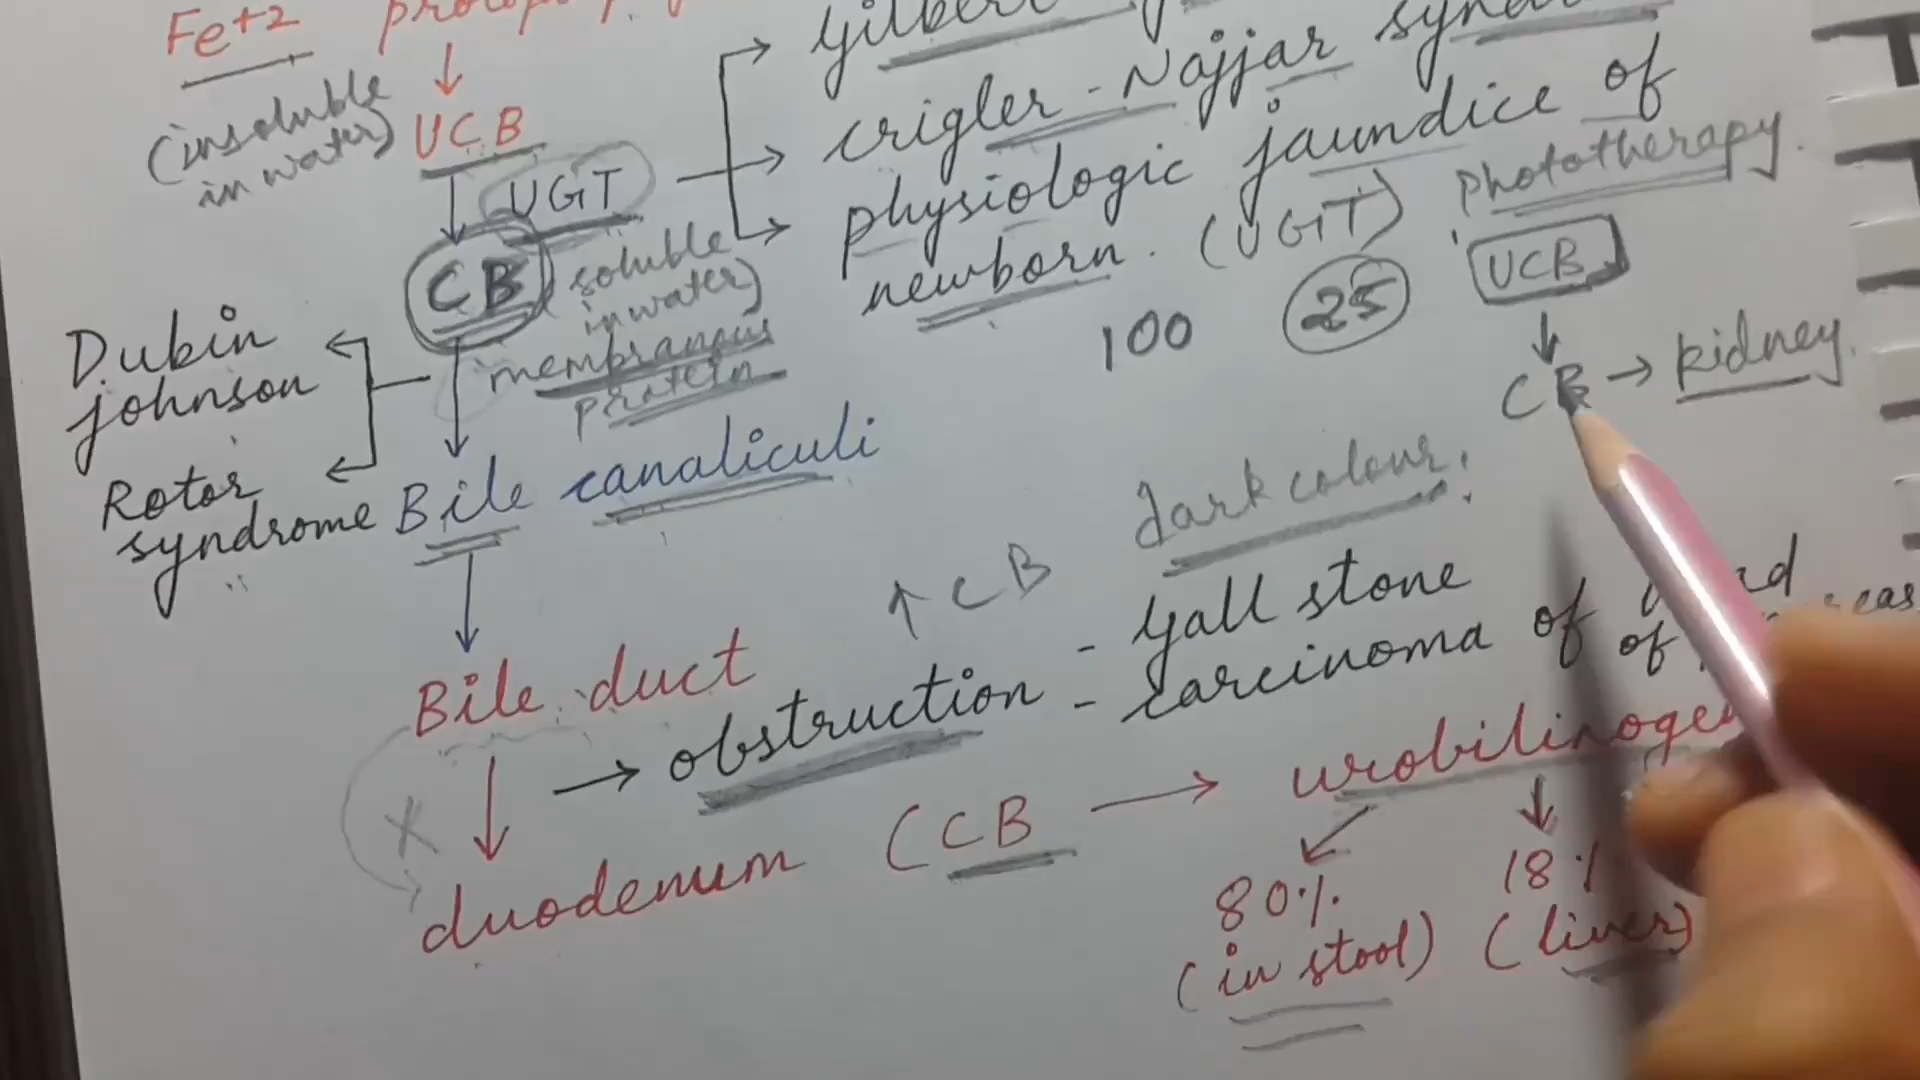 Fe+2
(insoluble in water)
UCB
UGT
CB
(soluble in water)
membranous protein
Gilbert
crigler-Najjar
physiologic jaundice of newborn. (UGT)
Phototherapy.
UCB
CB → kidney.
100
25
Dubin johnson
Rotor syndrome
Bile canaliculi
dark colour.
↑ CB
Bile duct
→ obstruction - gall stone
- carcinoma of
of
X
duodenum (CB → urobilinogen
80%
(in stool)
18%
(liver)